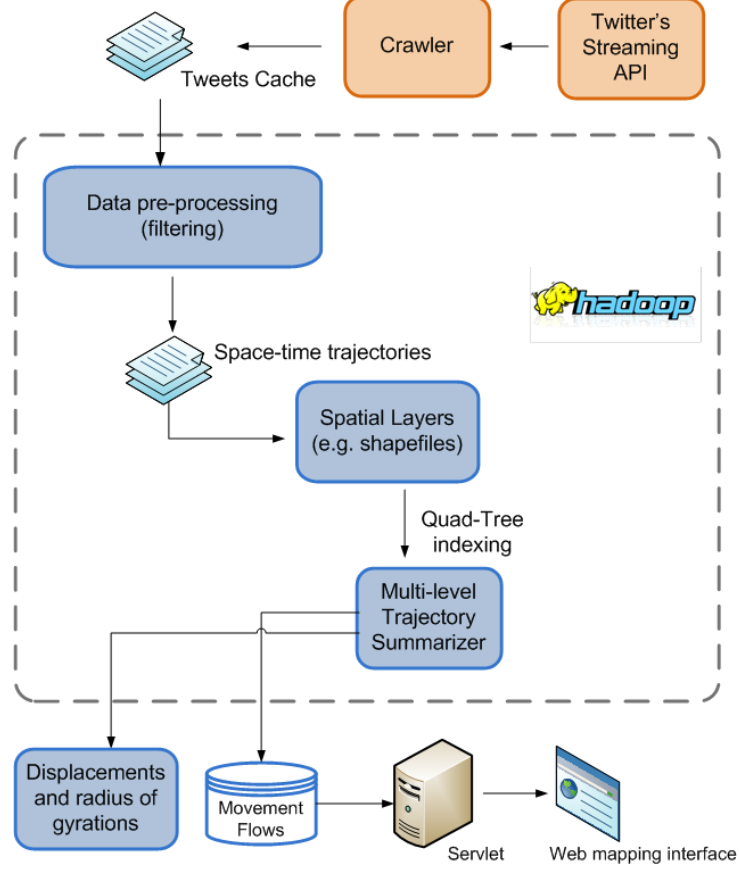 Twitter's
Streaming
API
Crawler
Tweets Cache
Data pre-processing
(filtering)
hadoop
Space-time trajectories
Spatial Layers
(e.g. shapefiles)
Quad-Tree
indexing
Multi-level
Trajectory
Summarizer
Displacements
and radius of
gyrations
Movement
Flows
Servlet
Web mapping interface